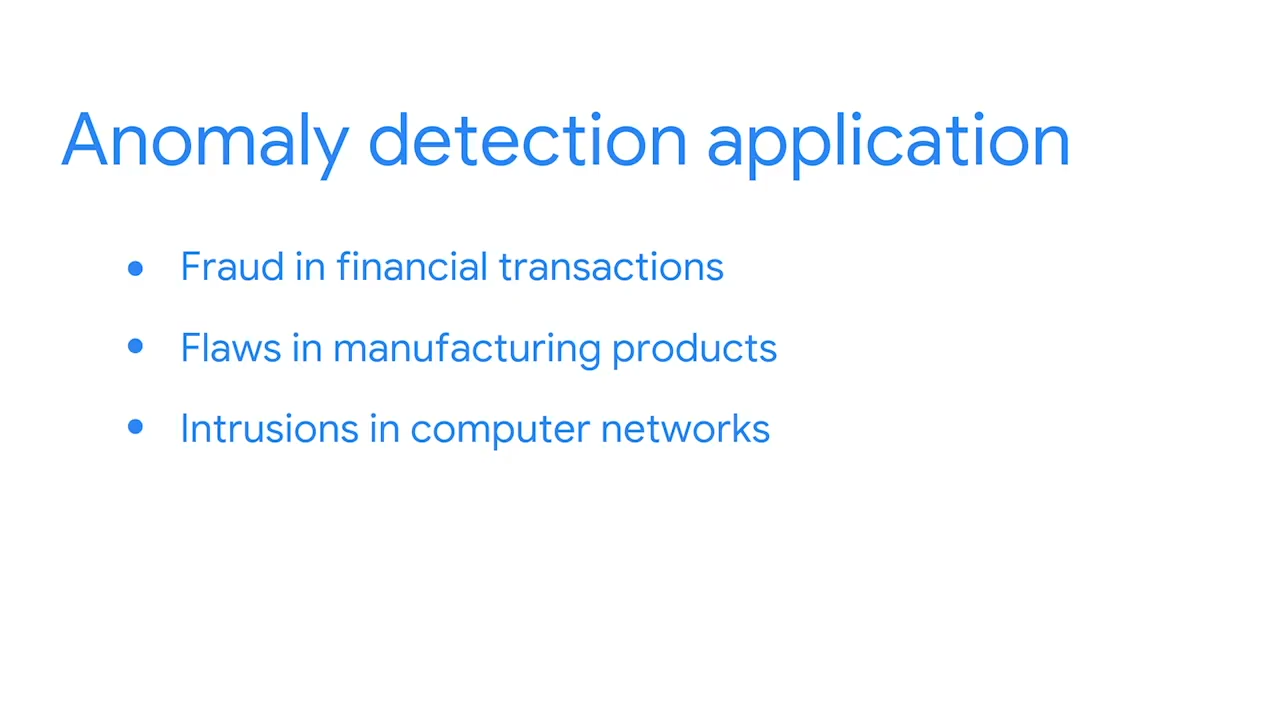 Anomaly detection application
• Fraud in financial transactions
• Flaws in manufacturing products
• Intrusions in computer networks